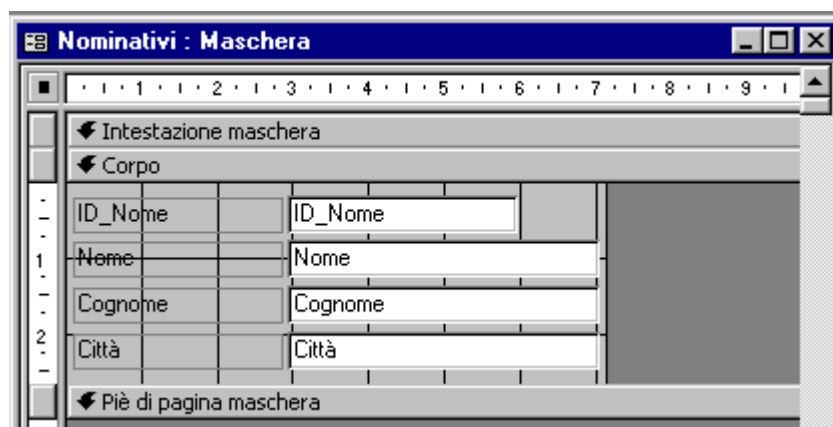 Nominativi : Maschera
1 2 3 4 5 6 7 8 9
Intestazione maschera
Corpo
ID_Nome ID_Nome
1 Nome Nome
Cognome Cognome
2 Città Città
Piè di pagina maschera